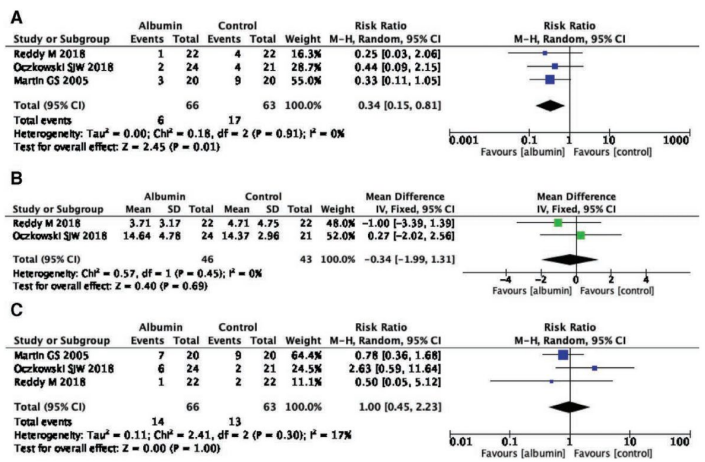 A
Albumin Control Risk Ratio Risk Ratio
Study or Subgroup Events Total Events Total Weight M-H, Random, 95% CI M-H, Random, 95% CI
Reddy M 2018 1 22 4 22 16.3% 0.25 [0.03, 2.06]
Oczkowski SJW 2018 2 24 4 21 28.7% 0.44 [0.09, 2.15]
Martin GS 2005 3 20 9 20 55.0% 0.33 [0.11, 1.05]
Total (95% CI) 66 63 100.0% 0.34 [0.15, 0.81]
Total events 6 17
Heterogeneity: Tau² = 0.00; Chi² = 0.18, df = 2 (P = 0.91); I² = 0%
Test for overall effect: Z = 2.45 (P = 0.01)
0.001 0.1 1 10 1000
Favours [albumin] Favours [control]
B
Albumin Control Mean Difference Mean Difference
Study or Subgroup Mean SD Total Mean SD Total Weight IV, Fixed, 95% CI IV, Fixed, 95% CI
Reddy M 2018 3.71 3.17 22 4.71 4.75 22 48.0% −1.00 [−3.39, 1.39]
Oczkowski SJW 2018 14.64 4.78 24 14.37 2.96 21 52.0% 0.27 [−2.02, 2.56]
Total (95% CI) 46 43 100.0% −0.34 [−1.99, 1.31]
Heterogeneity: Chi² = 0.57, df = 1 (P = 0.45); I² = 0%
Test for overall effect: Z = 0.40 (P = 0.69)
−4 −2 0 2 4
Favours [albumin] Favours [control]
C
Albumin Control Risk Ratio Risk Ratio
Study or Subgroup Events Total Events Total Weight M-H, Random, 95% CI M-H, Random, 95% CI
Martin GS 2005 7 20 9 20 64.4% 0.78 [0.36, 1.68]
Oczkowski SJW 2018 6 24 2 21 24.5% 2.63 [0.59, 11.64]
Reddy M 2018 1 22 2 22 11.1% 0.50 [0.05, 5.12]
Total (95% CI) 66 63 100.0% 1.00 [0.45, 2.23]
Total events 14 13
Heterogeneity: Tau² = 0.11; Chi² = 2.41, df = 2 (P = 0.30); I² = 17%
Test for overall effect: Z = 0.00 (P = 1.00)
0.01 0.1 1 10 100
Favours [albumin] Favours [control]